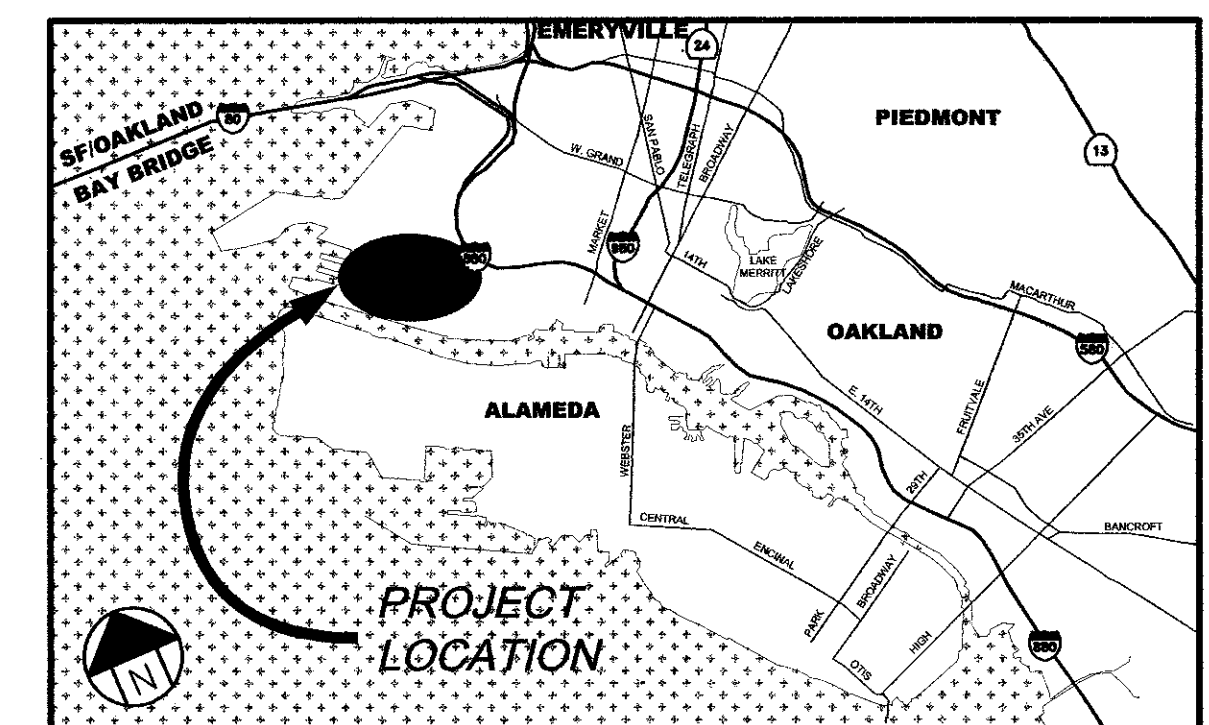 EMERYVILLE
24
SF/OAKLAND
BAY BRIDGE
80
PIEDMONT
13
W. GRAND
SAN PABLO
TELEGRAPH
BROADWAY
MARKET
980
880
14TH
LAKE
MERRITT
LAKESHORE
MACARTHUR
OAKLAND
580
E. 14TH
FRUITVALE
35TH AVE
ALAMEDA
WEBSTER
29TH
CENTRAL
ENCINAL
BANCROFT
PROJECT
LOCATION
PARK
BROADWAY
HIGH
OTIS
880
N